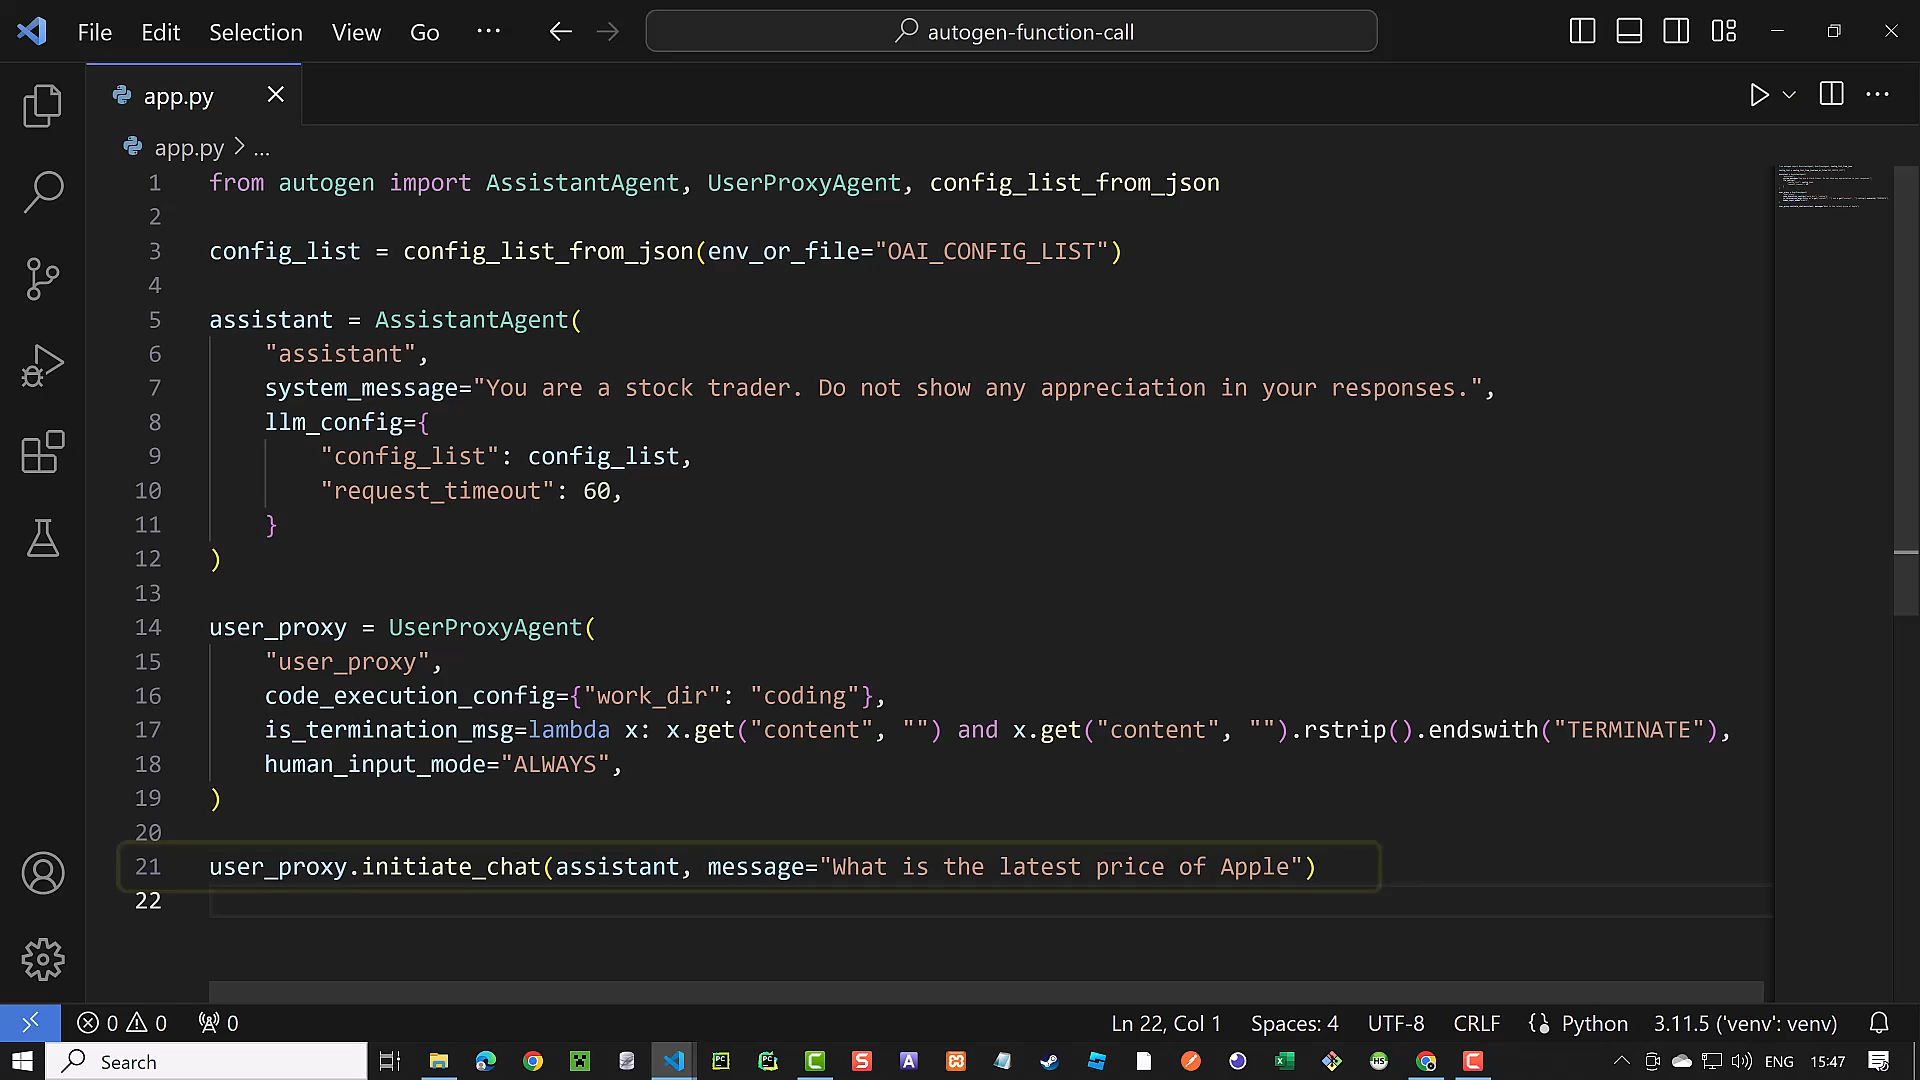 File Edit Selection View Go ··· autogen-function-call
app.py
app.py > ...
1 from autogen import AssistantAgent, UserProxyAgent, config_list_from_json
2
3 config_list = config_list_from_json(env_or_file="OAI_CONFIG_LIST")
4
5 assistant = AssistantAgent(
6 "assistant",
7 system_message="You are a stock trader. Do not show any appreciation in your responses.",
8 llm_config={
9 "config_list": config_list,
10 "request_timeout": 60,
11 }
12 )
13
14 user_proxy = UserProxyAgent(
15 "user_proxy",
16 code_execution_config={"work_dir": "coding"},
17 is_termination_msg=lambda x: x.get("content", "") and x.get("content", "").rstrip().endswith("TERMINATE"),
18 human_input_mode="ALWAYS",
19 )
20
21 user_proxy.initiate_chat(assistant, message="What is the latest price of Apple")
22
0 0 0 Ln 22, Col 1 Spaces: 4 UTF-8 CRLF Python 3.11.5 ('venv': venv)
Search ENG 15:47